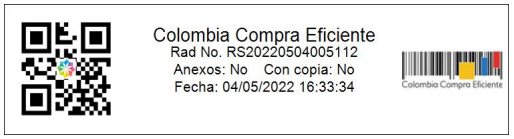 Colombia Compra Eficiente
Rad No. RS20220504005112
Anexos: No Con copia: No
Fecha: 04/05/2022 16:33:34
Colombia Compra Eficiente